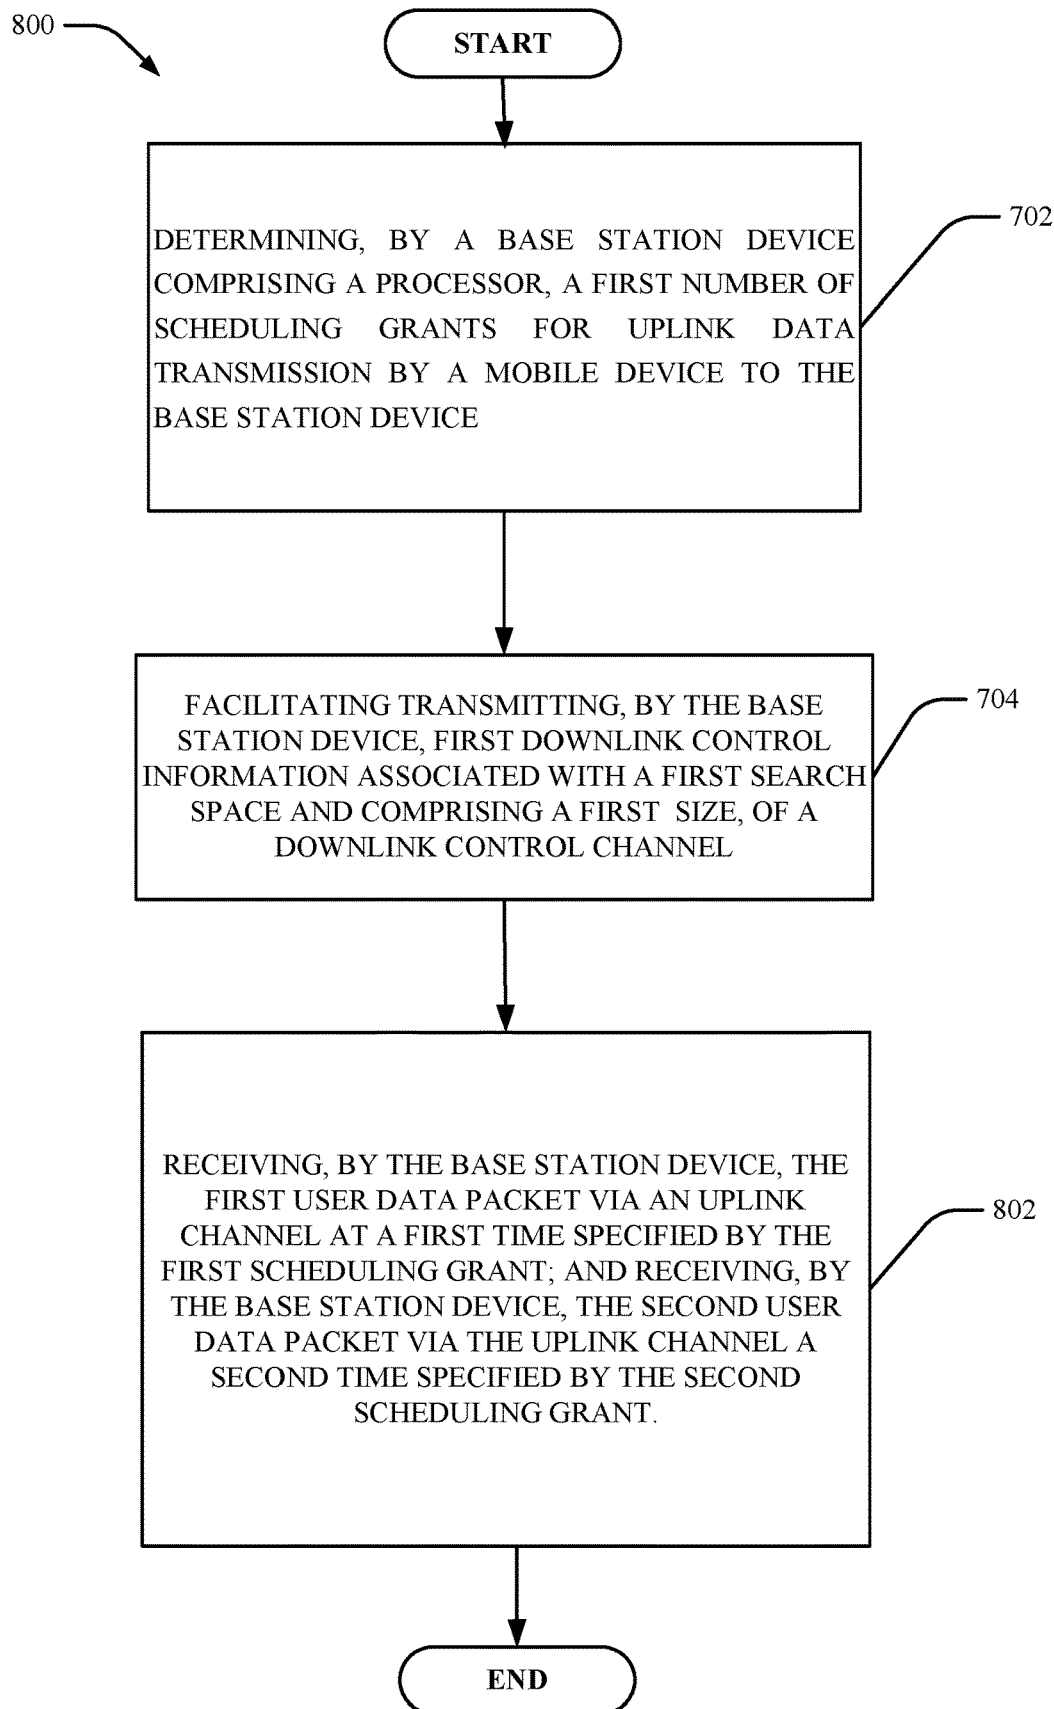 800
START
702
DETERMINING, BY A BASE STATION DEVICE
COMPRISING A PROCESSOR, A FIRST NUMBER OF
SCHEDULING GRANTS FOR UPLINK DATA
TRANSMISSION BY A MOBILE DEVICE TO THE
BASE STATION DEVICE
704
FACILITATING TRANSMITTING, BY THE BASE
STATION DEVICE, FIRST DOWNLINK CONTROL
INFORMATION ASSOCIATED WITH A FIRST SEARCH
SPACE AND COMPRISING A FIRST SIZE, OF A
DOWNLINK CONTROL CHANNEL
RECEIVING, BY THE BASE STATION DEVICE, THE
FIRST USER DATA PACKET VIA AN UPLINK
CHANNEL AT A FIRST TIME SPECIFIED BY THE
FIRST SCHEDULING GRANT; AND RECEIVING, BY
THE BASE STATION DEVICE, THE SECOND USER
DATA PACKET VIA THE UPLINK CHANNEL A
SECOND TIME SPECIFIED BY THE SECOND
SCHEDULING GRANT.
802
END